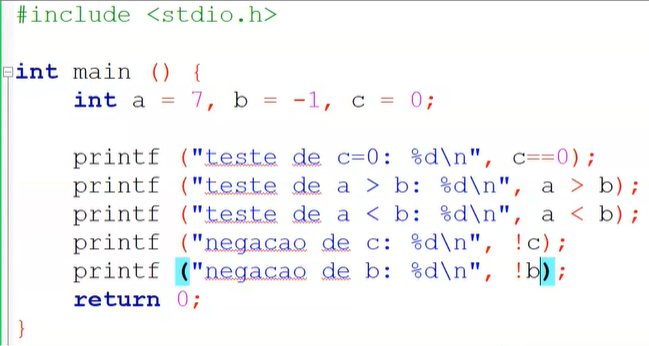 #include <stdio.h>
int main () {
int a = 7, b = -1, c = 0;
printf ("teste de c=0: %d\n", c==0);
printf ("teste de a > b: %d\n", a > b);
printf ("teste de a < b: %d\n", a < b);
printf ("negacao de c: %d\n", !c);
printf ("negacao de b: %d\n", !b);
return 0;
}